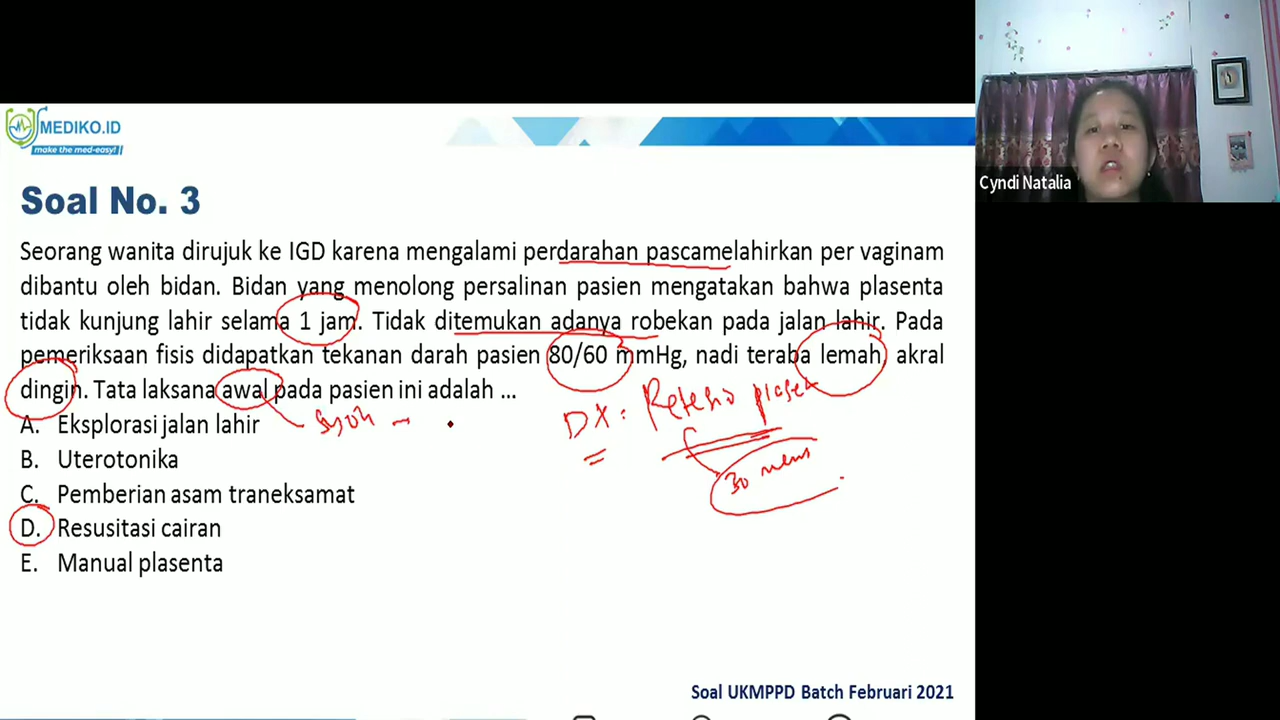 MEDIKO.ID
make the med-easy!
Cyndi Natalia
Soal No. 3
Seorang wanita dirujuk ke IGD karena mengalami perdarahan pascamelahirkan per vaginam
dibantu oleh bidan. Bidan yang menolong persalinan pasien mengatakan bahwa plasenta
tidak kunjung lahir selama 1 jam. Tidak ditemukan adanya robekan pada jalan lahir. Pada
pemeriksaan fisis didapatkan tekanan darah pasien 80/60 mmHg, nadi teraba lemah, akral
dingin. Tata laksana awal pada pasien ini adalah ...
A. Eksplorasi jalan lahir
B. Uterotonika
C. Pemberian asam traneksamat
D. Resusitasi cairan
E. Manual plasenta
DX :
30
Soal UKMPPD Batch Februari 2021